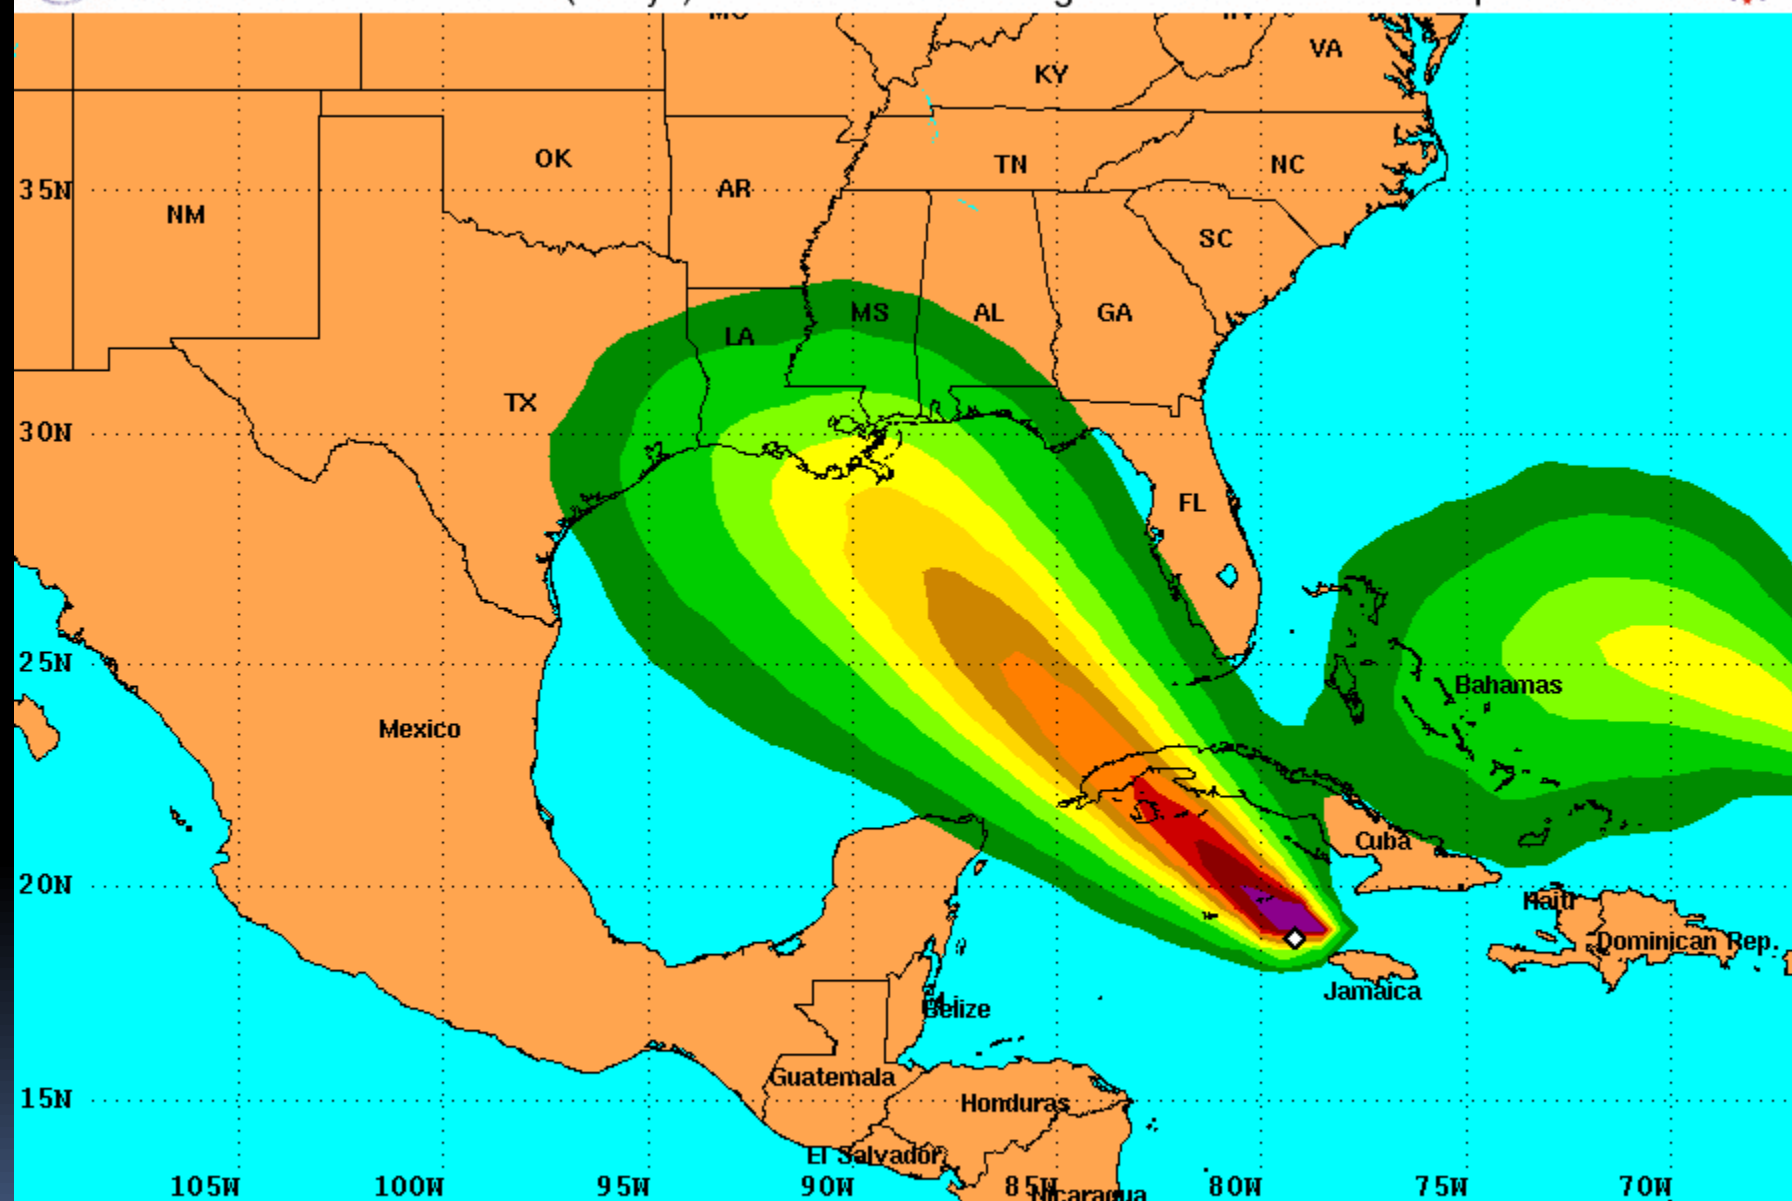 KY
VA
OK
TN
NC
AR
35N
NM
SC
MS
AL
GA
LA
TX
30N
FL
25N
Bahamas
Mexico
Cuba
20N
Haiti
Dominican Rep.
Jamaica
Belize
Guatemala
15N
Honduras
El Salvador
105W 100W 95W 90W 85W 80W 75W 70W
Nicaragua